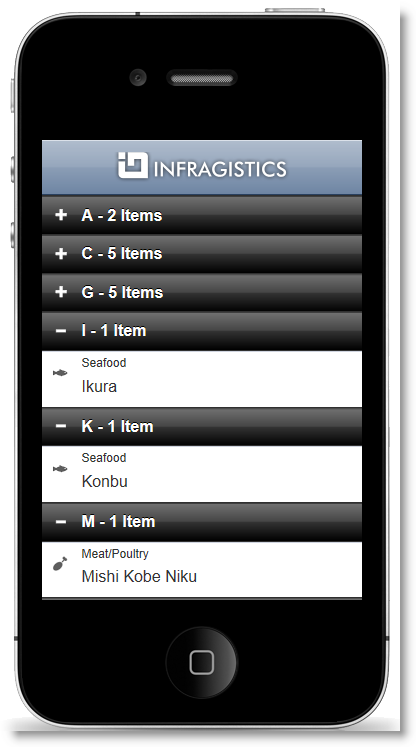 INFRAGISTICS
A - 2 Items
C - 5 Items
G - 5 Items
I - 1 Item
Seafood
Ikura
K - 1 Item
Seafood
Konbu
M - 1 Item
Meat/Poultry
Mishi Kobe Niku